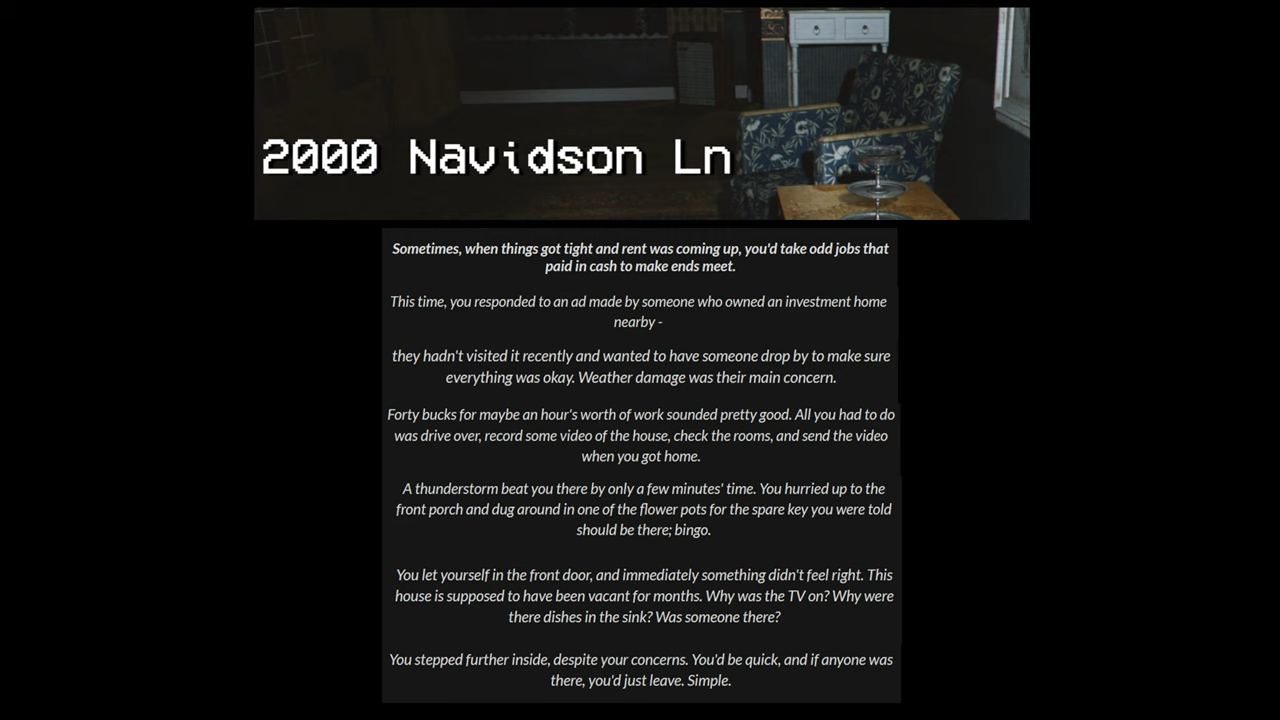 2000 Navidson Ln
Sometimes, when things got tight and rent was coming up, you'd take odd jobs that
paid in cash to make ends meet.
This time, you responded to an ad made by someone who owned an investment home
nearby -
they hadn't visited it recently and wanted to have someone drop by to make sure
everything was okay. Weather damage was their main concern.
Forty bucks for maybe an hour's worth of work sounded pretty good. All you had to do
was drive over, record some video of the house, check the rooms, and send the video
when you got home.
A thunderstorm beat you there by only a few minutes' time. You hurried up to the
front porch and dug around in one of the flower pots for the spare key you were told
should be there; bingo.
You let yourself in the front door, and immediately something didn't feel right. This
house is supposed to have been vacant for months. Why was the TV on? Why were
there dishes in the sink? Was someone there?
You stepped further inside, despite your concerns. You'd be quick, and if anyone was
there, you'd just leave. Simple.